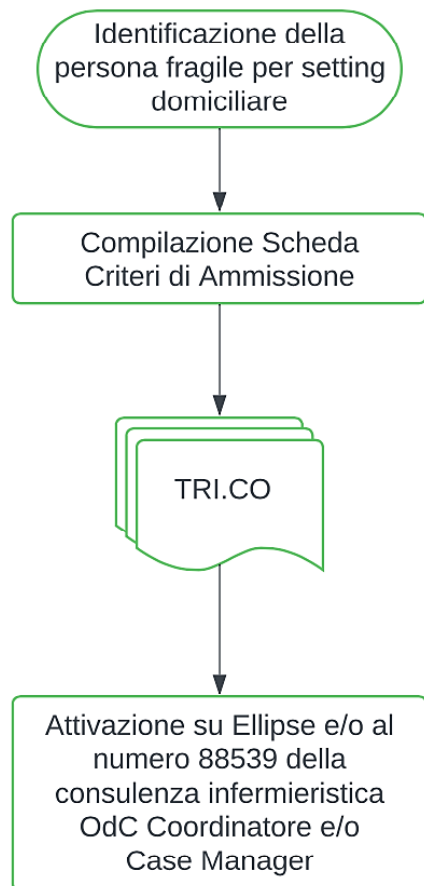 Identificazione della
persona fragile per setting
domiciliare
Compilazione Scheda
Criteri di Ammissione
TRI.CO
Attivazione su Ellipse e/o al
numero 88539 della
consulenza infermieristica
OdC Coordinatore e/o
Case Manager